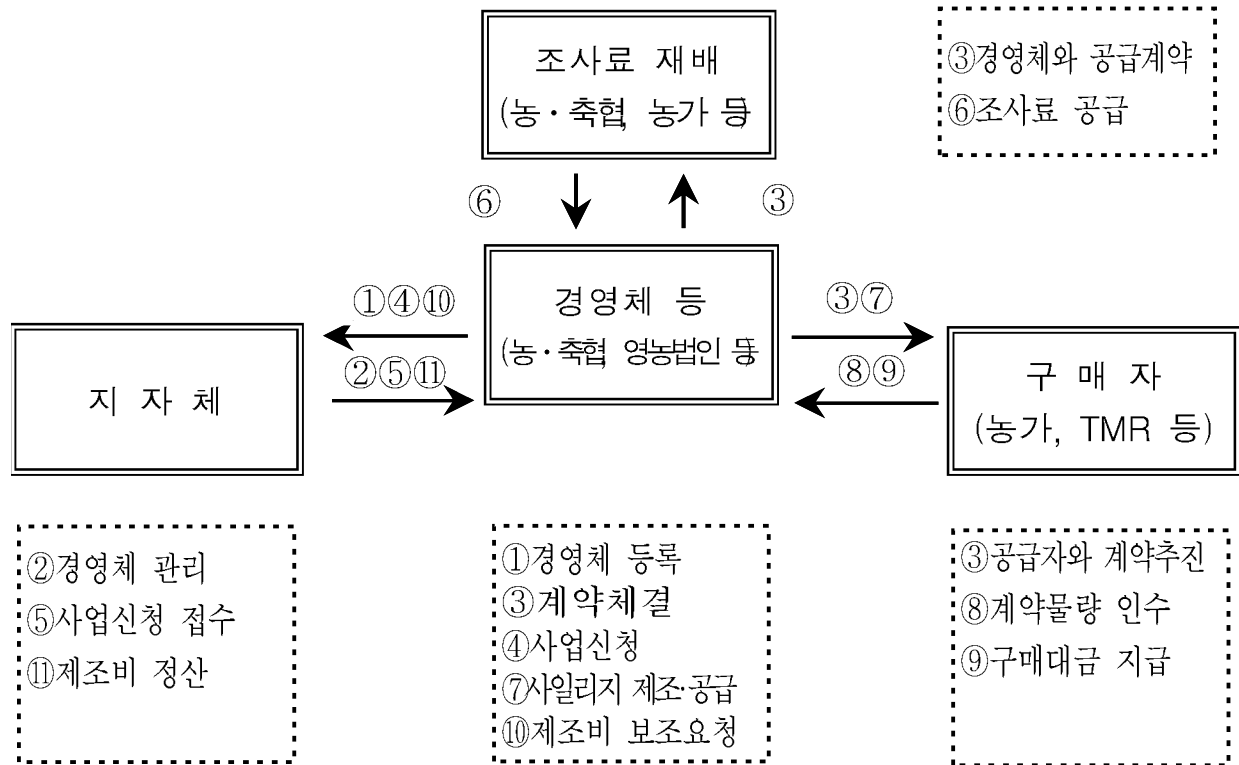 조사료 재배
(농·축협, 농가 등)
③경영체와 공급계약
⑥조사료 공급
⑥
③
경영체 등
(농·축협, 영농법인 등)
①④⑩
②⑤⑪
지 자 체
③⑦
⑧⑨
구 매 자
(농가, TMR 등)
②경영체 관리
⑤사업신청 접수
⑪제조비 정산
①경영체 등록
③계약체결
④사업신청
⑦사일리지 제조·공급
⑩제조비 보조요청
③공급자와 계약추진
⑧계약물량 인수
⑨구매대금 지급